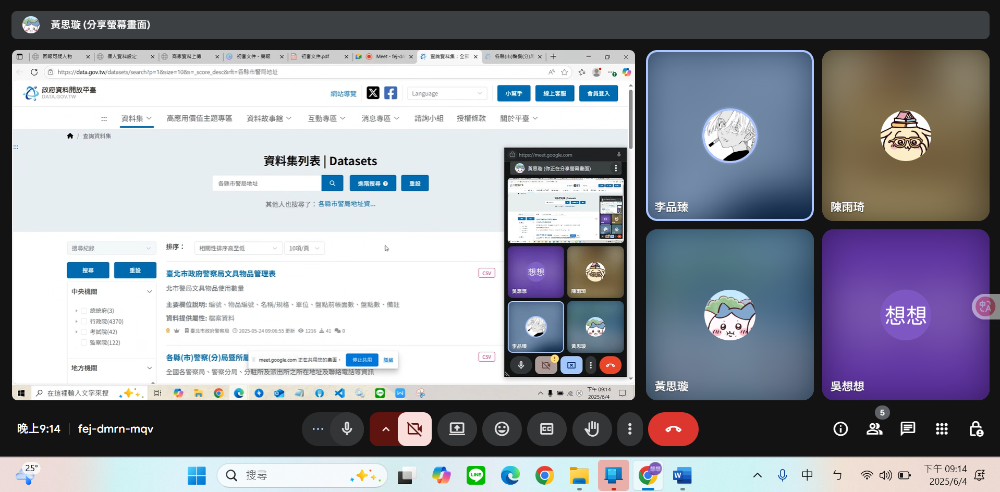 黃思璇 (分享螢幕畫面)
回報可疑人物
個人資料設定
商家資料上傳
初審文件 - 簡報
初審文件.pdf
Meet - fej-dm
查詢資料集：全部
各縣(市)警察(分)局
https://data.gov.tw/datasets/search?p=1&size=10&s=_score_desc&rft=各縣市警局地址
政府資料開放平臺
DATA.GOV.TW
網站導覽
Language
小幫手
線上客服
會員登入
資料集
高應用價值主題專區
資料故事館
互動專區
消息專區
諮詢小組
授權條款
關於平臺
/ 查詢資料集
資料集列表 | Datasets
各縣市警局地址
進階搜尋
重設
其他人也搜尋了：各縣市警局地址資...
搜尋紀錄
搜尋
重設
中央機關
總統府(3)
行政院(4370)
考試院(42)
監察院(122)
地方機關
排序：
相關性排序高至低
10項/頁
臺北市政府警察局文具物品管理表
CSV
北市警局文具物品使用數量
主要欄位說明: 編號、物品編號、名稱/規格、單位、盤點前帳面數、盤點數、備註
資料提供屬性: 檔案資料
臺北市政府警察局 2025-05-24 09:06:55 更新 1216 41 0
各縣(市)警察(分)局暨所屬
CSV
全國各警察局、警察分局、分駐所及派出所之所在地址及聯絡電話等資訊
meet.google.com 正在共用您的畫面。
停止共用
隱藏
https://meet.google.com
黃思璇 (你正在分享螢幕畫面)
想想
吳想想
陳雨琦
李品臻
黃思璇
在這裡輸入文字來搜
下午 09:14
2025/6/4
李品臻
陳雨琦
黃思璇
想想
吳想想
中A
晚上9:14
fej-dmrn-mqv
CC
5
25°
搜尋
LINE
想想
W
中
ㄅ
下午 09:14
2025/6/4